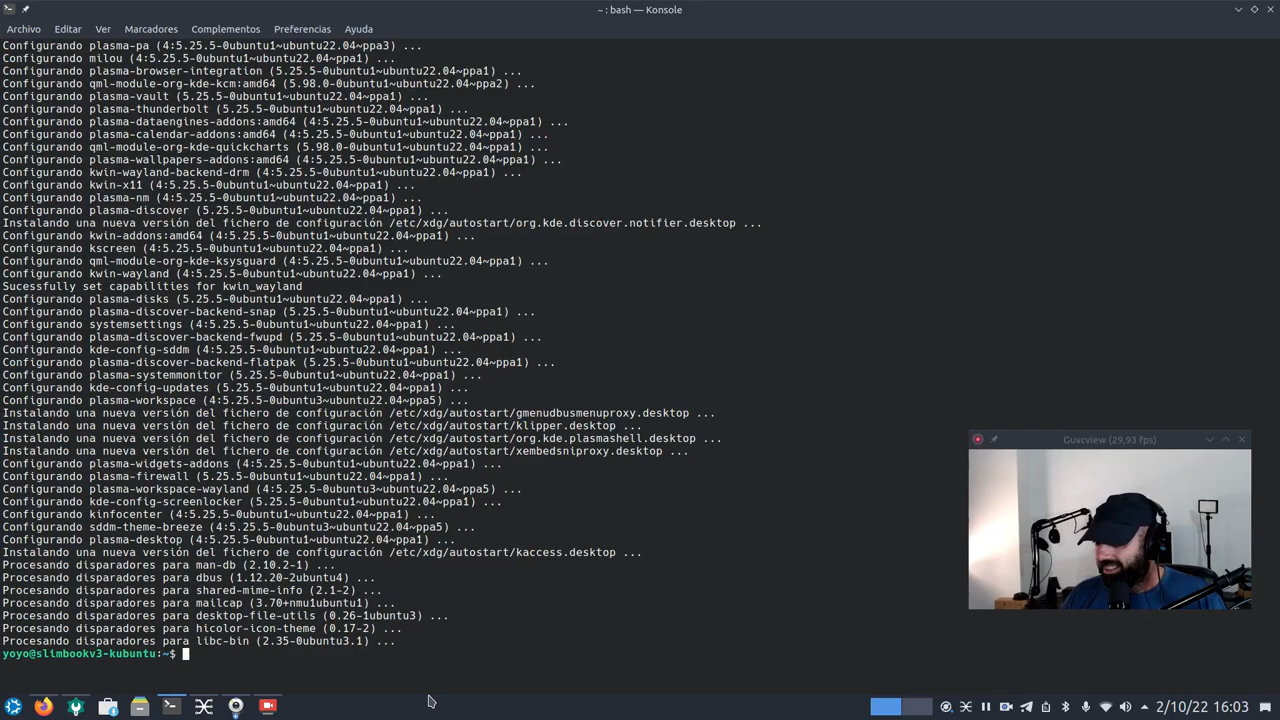 ~ : bash — Konsole
Archivo Editar Ver Marcadores Complementos Preferencias Ayuda
Configurando plasma-pa (4:5.25.5-0ubuntu1~ubuntu22.04~ppa3) ...
Configurando milou (4:5.25.5-0ubuntu1~ubuntu22.04~ppa1) ...
Configurando plasma-browser-integration (5.25.5-0ubuntu1~ubuntu22.04~ppa1) ...
Configurando qml-module-org-kde-kcm:amd64 (5.98.0-0ubuntu1~ubuntu22.04~ppa2) ...
Configurando plasma-vault (5.25.5-0ubuntu1~ubuntu22.04~ppa1) ...
Configurando plasma-thunderbolt (5.25.5-0ubuntu1~ubuntu22.04~ppa1) ...
Configurando plasma-dataengines-addons:amd64 (4:5.25.5-0ubuntu1~ubuntu22.04~ppa1) ...
Configurando plasma-calendar-addons:amd64 (4:5.25.5-0ubuntu1~ubuntu22.04~ppa1) ...
Configurando qml-module-org-kde-quickcharts (5.98.0-0ubuntu1~ubuntu22.04~ppa1) ...
Configurando plasma-wallpapers-addons:amd64 (4:5.25.5-0ubuntu1~ubuntu22.04~ppa1) ...
Configurando kwin-wayland-backend-drm (4:5.25.5-0ubuntu1~ubuntu22.04~ppa1) ...
Configurando kwin-x11 (4:5.25.5-0ubuntu1~ubuntu22.04~ppa1) ...
Configurando plasma-nm (4:5.25.5-0ubuntu1~ubuntu22.04~ppa1) ...
Configurando plasma-discover (5.25.5-0ubuntu1~ubuntu22.04~ppa1) ...
Instalando una nueva versión del fichero de configuración /etc/xdg/autostart/org.kde.discover.notifier.desktop ...
Configurando kwin-addons:amd64 (4:5.25.5-0ubuntu1~ubuntu22.04~ppa1) ...
Configurando kscreen (4:5.25.5-0ubuntu1~ubuntu22.04~ppa1) ...
Configurando qml-module-org-kde-ksysguard (4:5.25.5-0ubuntu1~ubuntu22.04~ppa1) ...
Configurando kwin-wayland (4:5.25.5-0ubuntu1~ubuntu22.04~ppa1) ...
Sucessfully set capabilities for kwin_wayland
Configurando plasma-disks (4:5.25.5-0ubuntu1~ubuntu22.04~ppa1) ...
Configurando plasma-discover-backend-snap (5.25.5-0ubuntu1~ubuntu22.04~ppa1) ...
Configurando systemsettings (4:5.25.5-0ubuntu1~ubuntu22.04~ppa1) ...
Configurando plasma-discover-backend-fwupd (5.25.5-0ubuntu1~ubuntu22.04~ppa1) ...
Configurando kde-config-sddm (4:5.25.5-0ubuntu1~ubuntu22.04~ppa1) ...
Configurando plasma-discover-backend-flatpak (5.25.5-0ubuntu1~ubuntu22.04~ppa1) ...
Configurando plasma-systemmonitor (5.25.5-0ubuntu1~ubuntu22.04~ppa1) ...
Configurando kde-config-updates (5.25.5-0ubuntu1~ubuntu22.04~ppa1) ...
Configurando plasma-workspace (4:5.25.5-0ubuntu3~ubuntu22.04~ppa5) ...
Instalando una nueva versión del fichero de configuración /etc/xdg/autostart/gmenudbusmenuproxy.desktop ...
Instalando una nueva versión del fichero de configuración /etc/xdg/autostart/klipper.desktop ...
Instalando una nueva versión del fichero de configuración /etc/xdg/autostart/org.kde.plasmashell.desktop ...
Instalando una nueva versión del fichero de configuración /etc/xdg/autostart/xembedsniproxy.desktop ...
Configurando plasma-widgets-addons (4:5.25.5-0ubuntu1~ubuntu22.04~ppa1) ...
Configurando plasma-firewall (5.25.5-0ubuntu1~ubuntu22.04~ppa1) ...
Configurando plasma-workspace-wayland (4:5.25.5-0ubuntu3~ubuntu22.04~ppa5) ...
Configurando kde-config-screenlocker (5.25.5-0ubuntu1~ubuntu22.04~ppa1) ...
Configurando kinfocenter (4:5.25.5-0ubuntu1~ubuntu22.04~ppa1) ...
Configurando sddm-theme-breeze (4:5.25.5-0ubuntu3~ubuntu22.04~ppa5) ...
Configurando plasma-desktop (4:5.25.5-0ubuntu1~ubuntu22.04~ppa1) ...
Instalando una nueva versión del fichero de configuración /etc/xdg/autostart/kaccess.desktop ...
Procesando disparadores para man-db (2.10.2-1) ...
Procesando disparadores para dbus (1.12.20-2ubuntu4) ...
Procesando disparadores para shared-mime-info (2.1-2) ...
Procesando disparadores para mailcap (3.70+nmu1ubuntu1) ...
Procesando disparadores para desktop-file-utils (0.26-1ubuntu3) ...
Procesando disparadores para hicolor-icon-theme (0.17-2) ...
Procesando disparadores para libc-bin (2.35-0ubuntu3.1) ...
yoyo@slimbookv3-kubuntu:~$
Guvcview (29,93 fps)
2/10/22 16:03